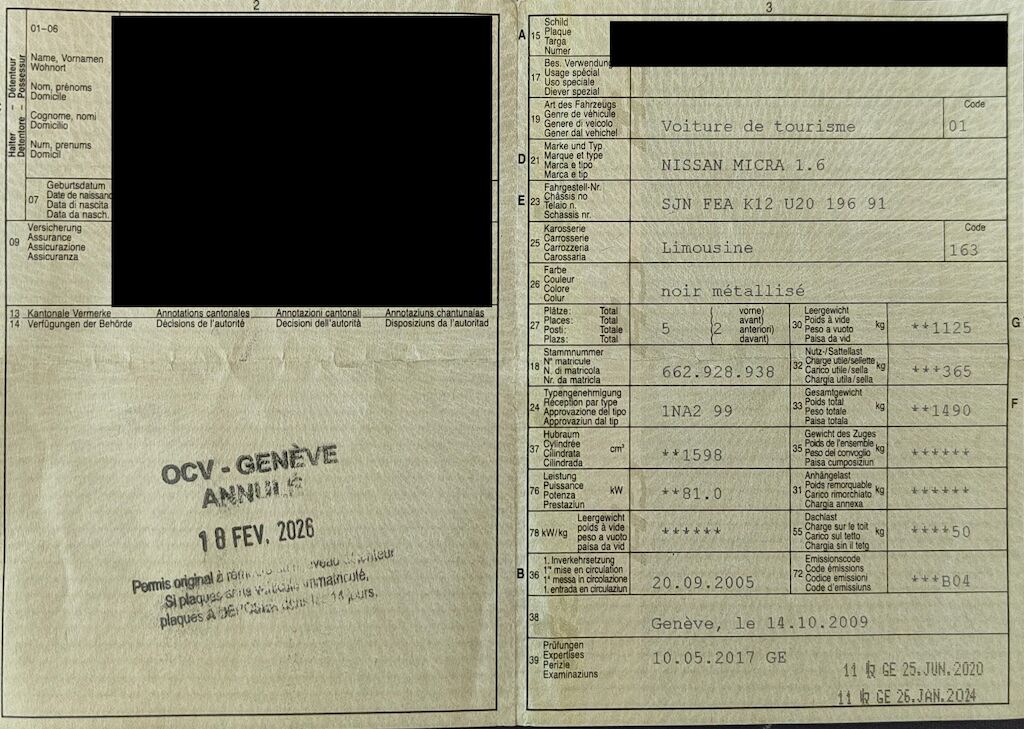 2
01-06
Halter – Détenteur
Detentore – Possessur
Name, Vornamen
Wohnort
Nom, prénoms
Domicile
Cognome, nomi
Domicilio
Num, prenums
Domicil
07
Geburtsdatum
Date de naissanc
Data di nascita
Data da nasch.
09
Versicherung
Assurance
Assicurazione
Assicuranza
13 Kantonale Vermerke Annotations cantonales Annotazioni cantonali Annotaziuns chantunalas
14 Verfügungen der Behörde Décisions de l'autorité Decisioni dell'autorità Disposiziuns da l'autoritad
OCV - GENÈVE
ANNULÉ
18 FEV. 2026
Permis original à nouveau détenteur
Si plaques immatriculé,
plaques les 14 jours.
3
A 15
Schild
Plaque
Targa
Numer
17
Bes. Verwendung
Usage spécial
Uso speciale
Diever spezial
19
Art des Fahrzeugs
Genre de véhicule
Genere di veicolo
Gener dal vehichel
Voiture de tourisme
Code
01
D 21
Marke und Typ
Marque et type
Marca e tipo
Marca e tip
NISSAN MICRA 1.6
E 23
Fahrgestell-Nr.
Châssis no
Telaio n.
Schassis nr.
SJN FEA K12 U20 196 91
25
Karosserie
Carrosserie
Carrozzeria
Carossaria
Limousine
Code
163
26
Farbe
Couleur
Colore
Colur
noir métallisé
27
Plätze: Total
Places: Total
Posti: Totale
Plazs: Total
5
(2
vorne)
avant)
anteriori)
davant)
30
Leergewicht
Poids à vide
Peso a vuoto
Paisa da vid
kg
**1125
G
18
Stammnummer
N° matricule
N. di matricola
Nr. da matricla
662.928.938
32
Nutz-/Sattellast
Charge utile/sellette
Carico utile/sella
Chargia utila/sella
kg
***365
24
Typengenehmigung
Réception par type
Approvazione del tipo
Approvaziun dal tip
1NA2 99
33
Gesamtgewicht
Poids total
Peso totale
Paisa totala
kg
**1490
F
37
Hubraum
Cylindrée
Cilindrata
Cilindrada
cm³
**1598
35
Gewicht des Zuges
Poids de l'ensemble
Peso del convoglio
Paisa cumposiziun
kg
******
76
Leistung
Puissance
Potenza
Prestaziun
kW
**81.0
31
Anhängelast
Poids remorquable
Carico rimorchiato
Chargia annexa
kg
******
78 kW/kg
Leergewicht
poids à vide
peso a vuoto
paisa da vid
******
55
Dachlast
Charge sur le toit
Carico sul tetto
Chargia sin il tetg
kg
****50
B 36
1. Inverkehrsetzung
1re mise en circulation
1a messa in circolazione
1. entrada en circulaziun
20.09.2005
72
Emissionscode
Code émissions
Codice emissioni
Code d'emissiuns
***B04
38
Genève, le 14.10.2009
39
Prüfungen
Expertises
Perizie
Examinaziuns
10.05.2017 GE
11 GE 25.JUN.2020
11 GE 26.JAN.2024